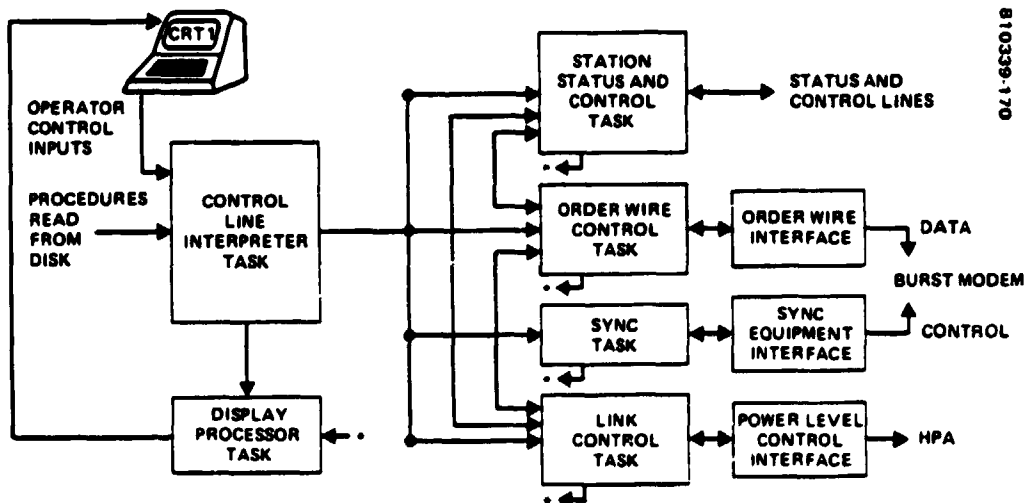 810339-170
CRT 1
OPERATOR
CONTROL
INPUTS
PROCEDURES
READ
FROM
DISK
CONTROL
LINE
INTERPRETER
TASK
DISPLAY
PROCESSOR
TASK
STATION
STATUS AND
CONTROL
TASK
STATUS AND
CONTROL LINES
ORDER WIRE
CONTROL
TASK
ORDER WIRE
INTERFACE
DATA
BURST MODEM
SYNC
TASK
SYNC
EQUIPMENT
INTERFACE
CONTROL
LINK
CONTROL
TASK
POWER LEVEL
CONTROL
INTERFACE
HPA